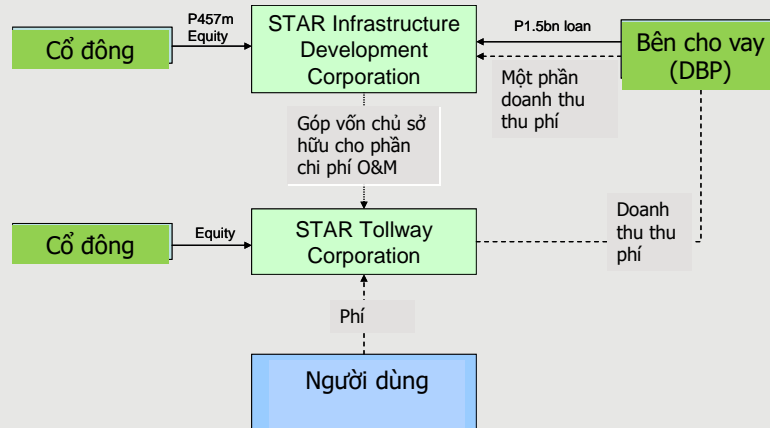 P457m
Equity
Cổ đông
STAR Infrastructure
Development
Corporation
P1.5bn loan
Bên cho vay
(DBP)
Một phần
doanh thu
thu phí
Góp vốn chủ sở
hữu cho phần
chi phí O&M
Cổ đông
Equity
STAR Tollway
Corporation
Doanh
thu thu
phí
Phí
Người dùng